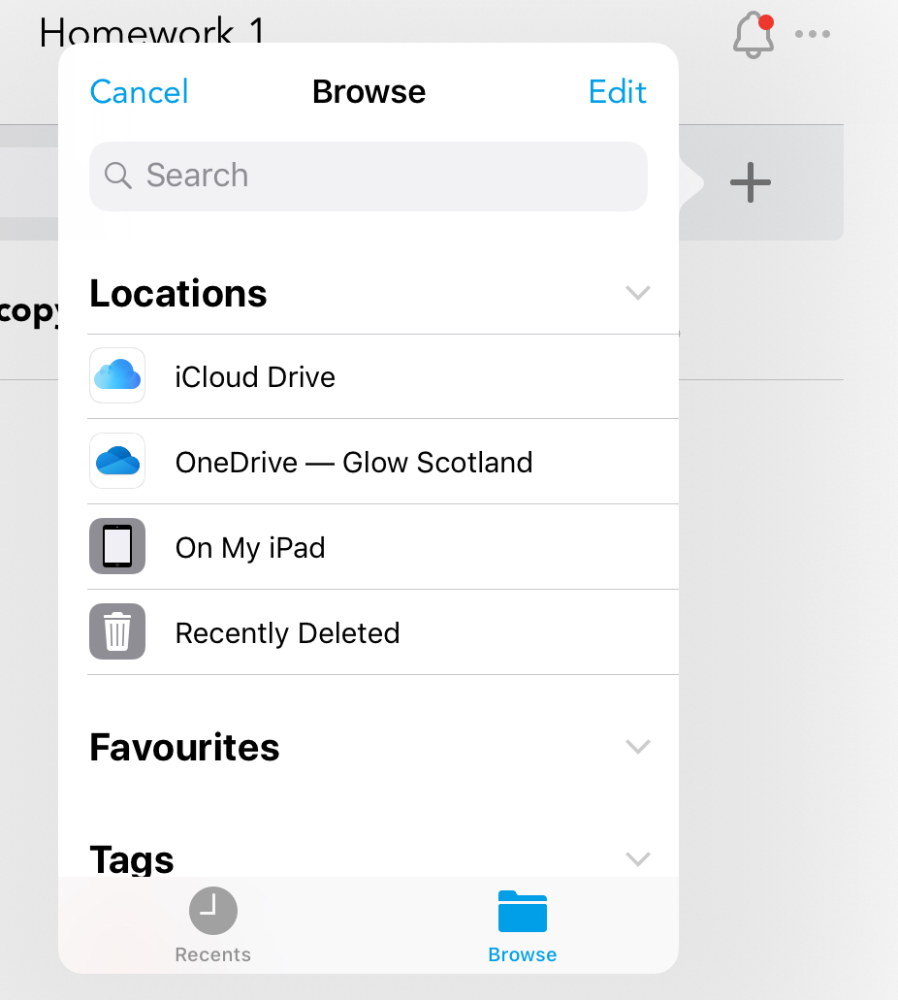 Homework 1
Cancel Browse Edit
Search
Locations
copy
iCloud Drive
OneDrive — Glow Scotland
On My iPad
Recently Deleted
Favourites
Tags
Recents Browse